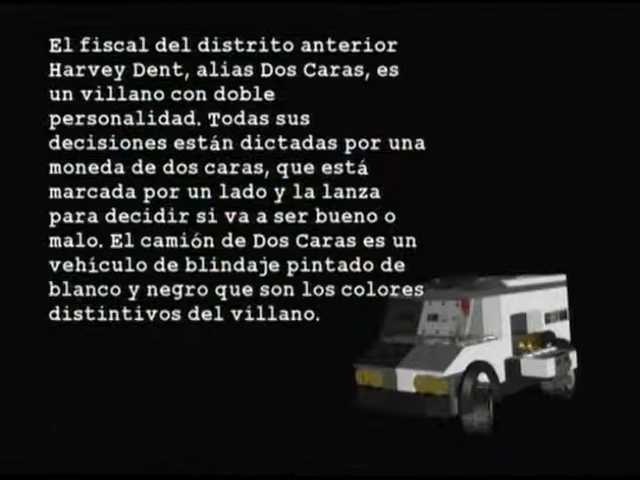 El fiscal del distrito anterior
Harvey Dent, alias Dos Caras, es
un villano con doble
personalidad. Todas sus
decisiones están dictadas por una
moneda de dos caras, que está
marcada por un lado y la lanza
para decidir si va a ser bueno o
malo. El camión de Dos Caras es un
vehículo de blindaje pintado de
blanco y negro que son los colores
distintivos del villano.